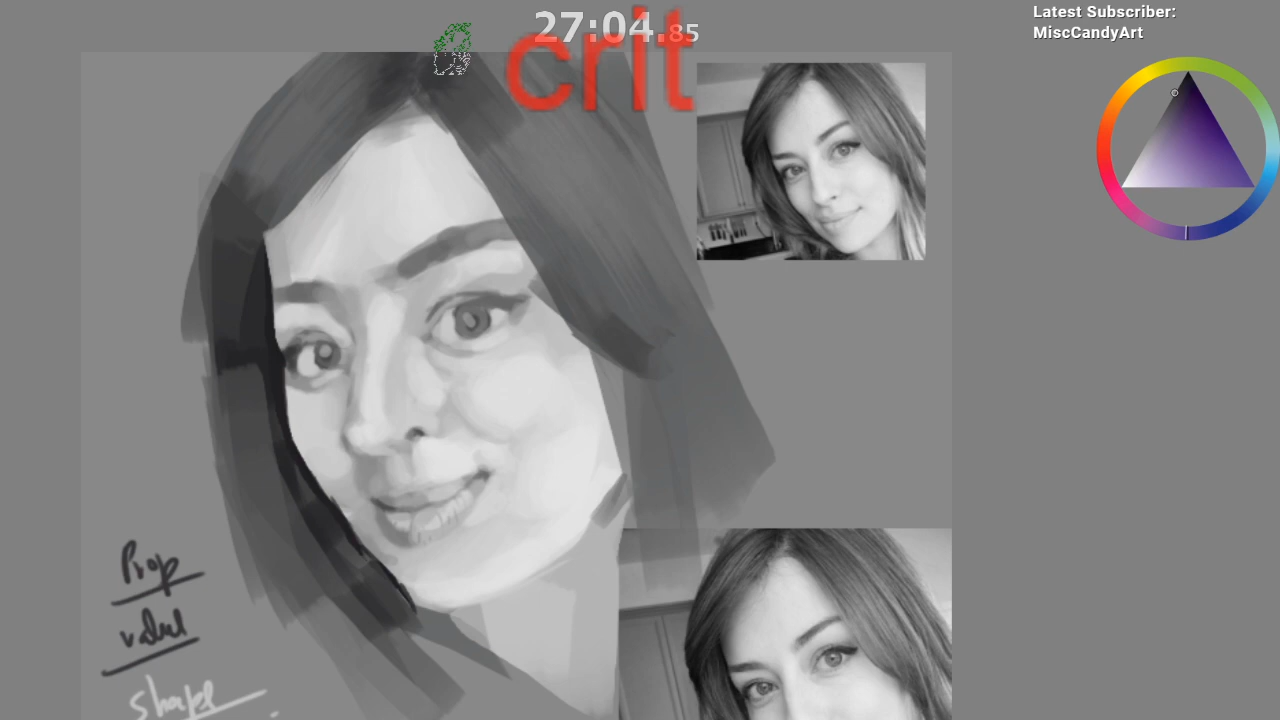 27:04.85
crit
Latest Subscriber:
MiscCandyArt
Prop
value
shape